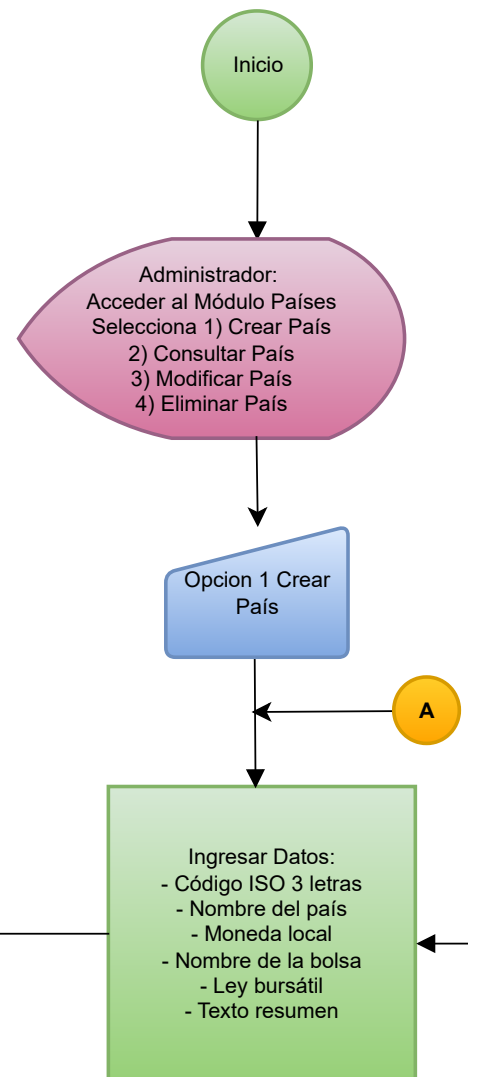 Inicio
Administrador:
Acceder al Módulo Países
Selecciona 1) Crear País
2) Consultar País
3) Modificar País
4) Eliminar País
Opcion 1 Crear
País
A
Ingresar Datos:
- Código ISO 3 letras
- Nombre del país
- Moneda local
- Nombre de la bolsa
- Ley bursátil
- Texto resumen